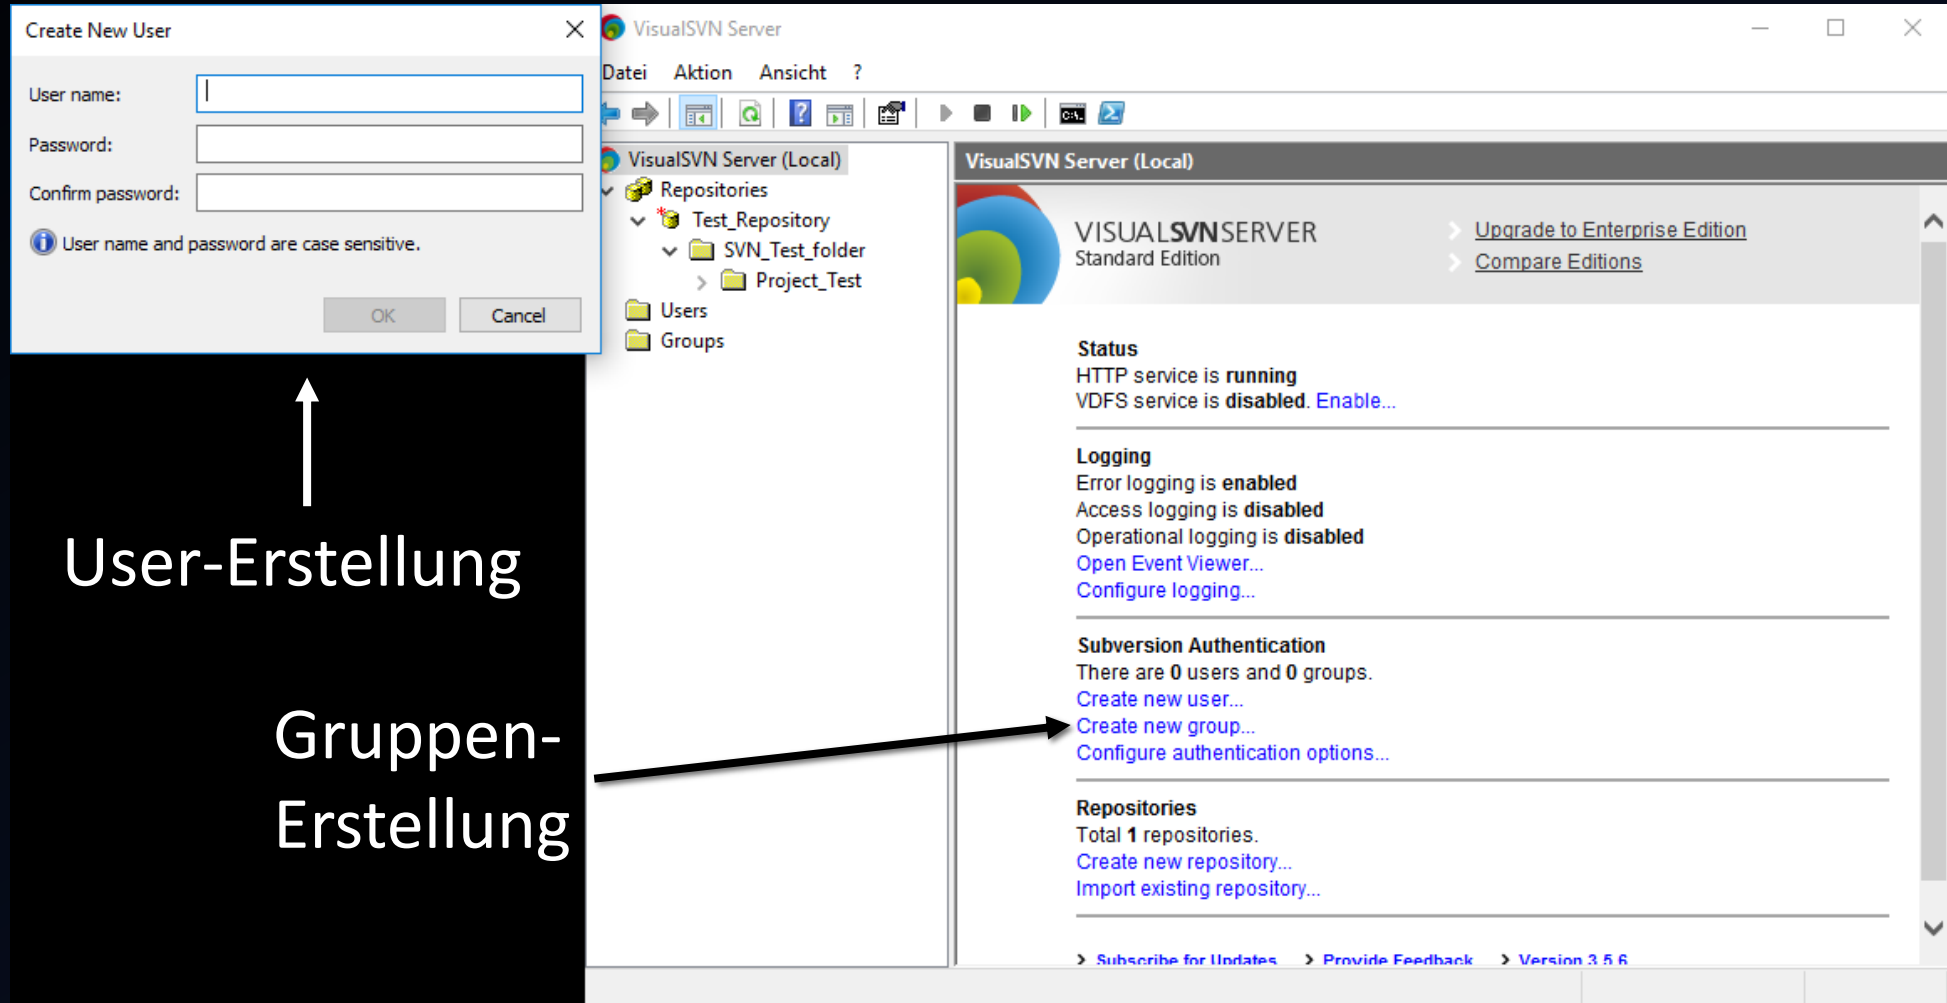 Create New User
User name:
Password:
Confirm password:
User name and password are case sensitive.
OK
Cancel
User-Erstellung
Gruppen-
Erstellung
VisualSVN Server
Datei Aktion Ansicht ?
VisualSVN Server (Local)
Repositories
Test_Repository
SVN_Test_folder
Project_Test
Users
Groups
VisualSVN Server (Local)
VISUALSVNSERVER
Standard Edition
Upgrade to Enterprise Edition
Compare Editions
Status
HTTP service is running
VDFS service is disabled. Enable...
Logging
Error logging is enabled
Access logging is disabled
Operational logging is disabled
Open Event Viewer...
Configure logging...
Subversion Authentication
There are 0 users and 0 groups.
Create new user...
Create new group...
Configure authentication options...
Repositories
Total 1 repositories.
Create new repository...
Import existing repository...
Subscribe for Updates Provide Feedback Version 3.5.6